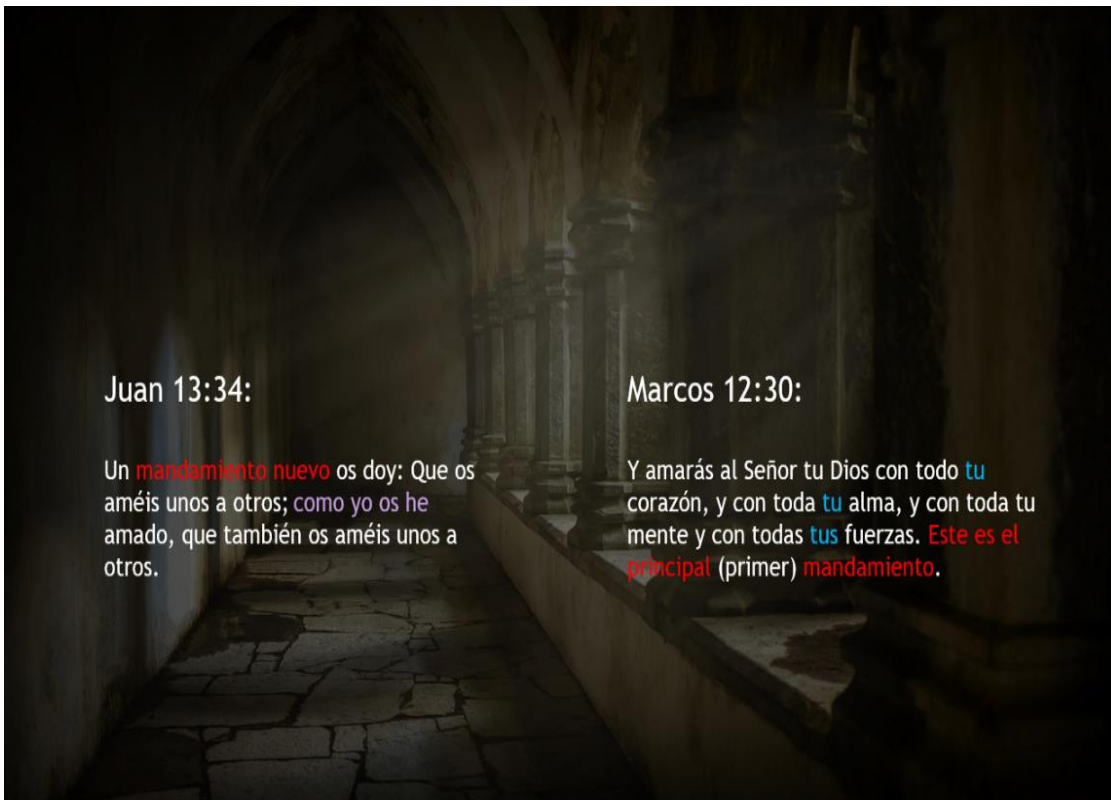 Juan 13:34:
Un mandamiento nuevo os doy: Que os
améis unos a otros; como yo os he
amado, que también os améis unos a
otros.
Marcos 12:30:
Y amarás al Señor tu Dios con todo tu
corazón, y con toda tu alma, y con toda tu
mente y con todas tus fuerzas. Este es el
principal (primer) mandamiento.